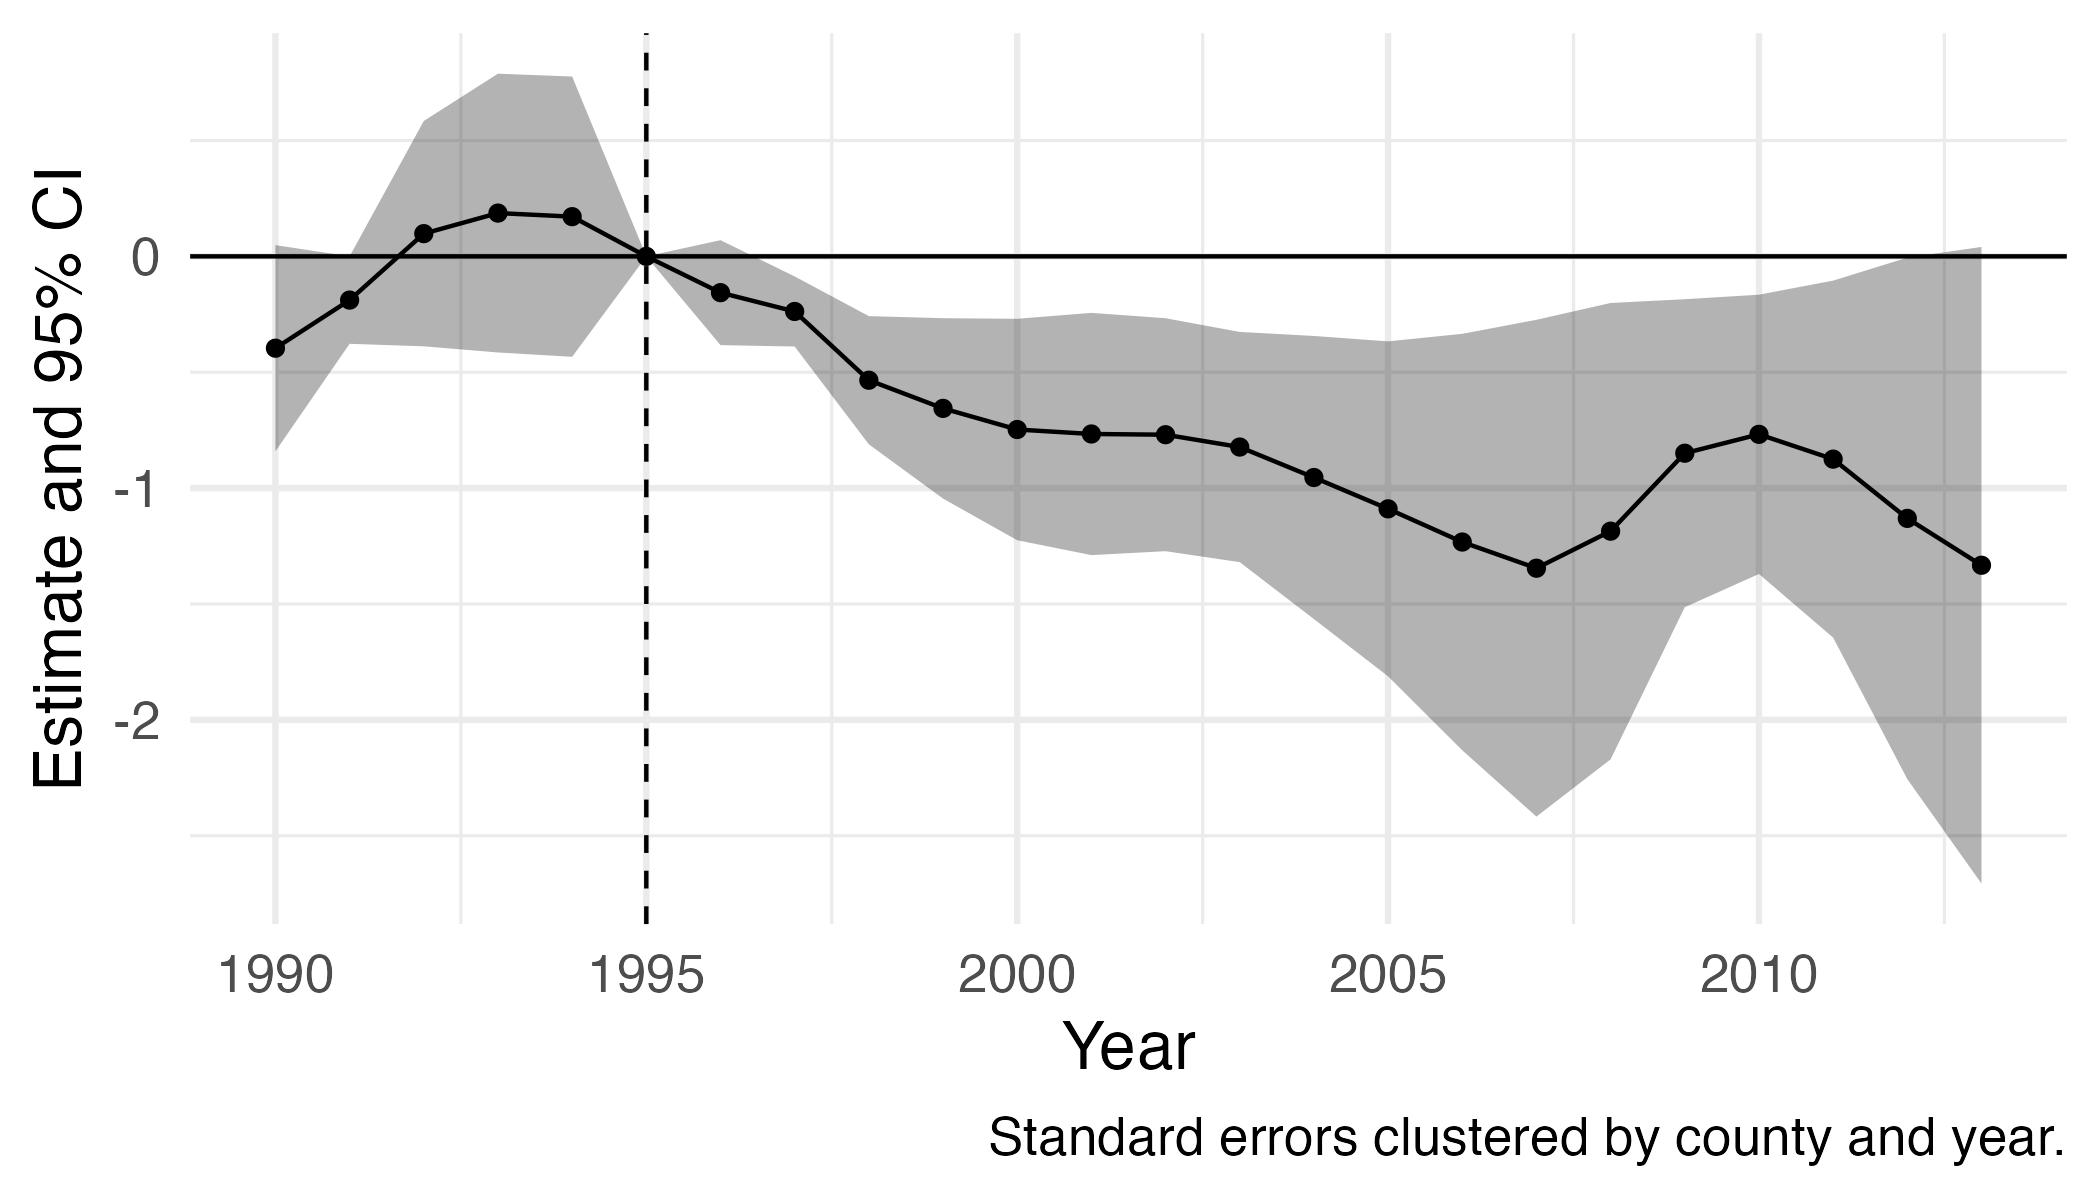 Estimate and 95% CI
0
-1
-2
1990 1995 2000 2005 2010
Year
Standard errors clustered by county and year.